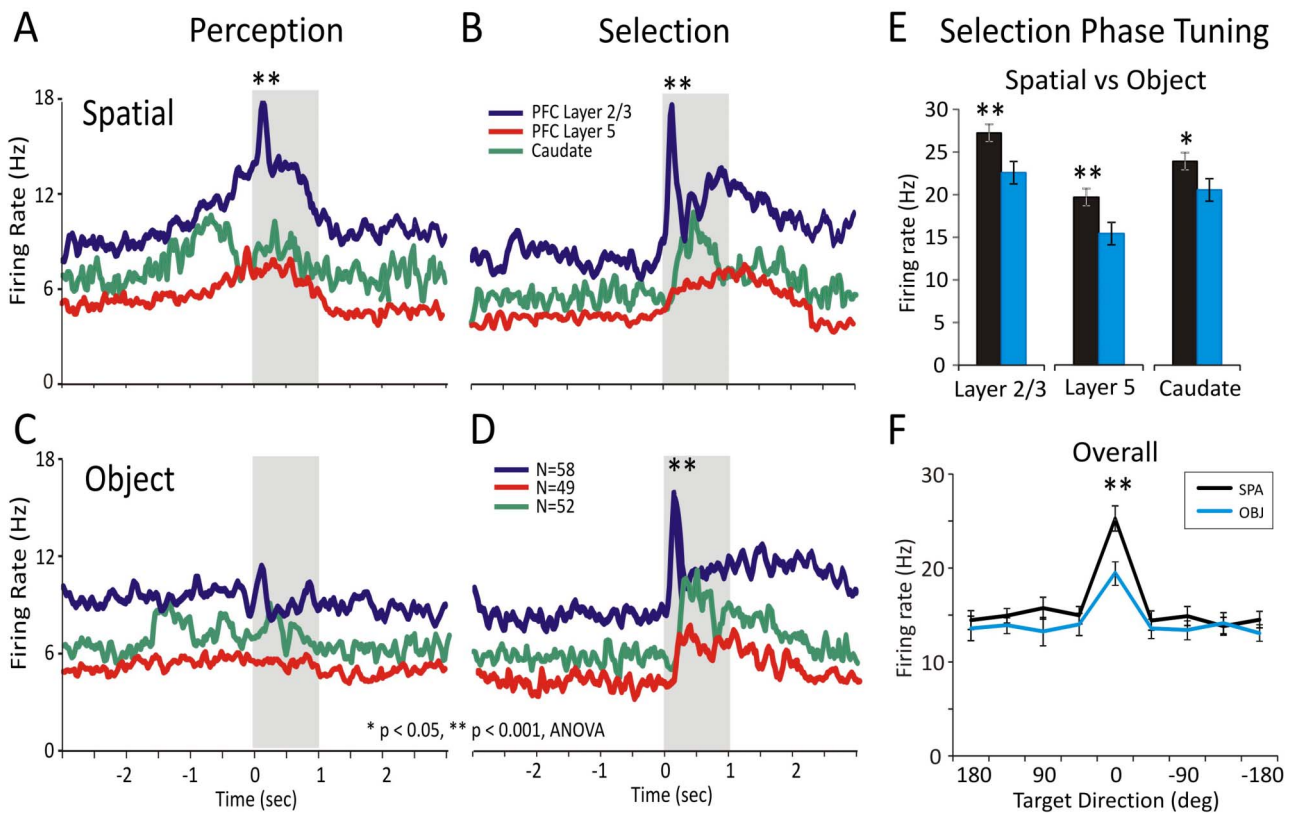 A
Perception
B
Selection
E
Selection Phase Tuning
**
Spatial
18
12
6
0
Firing Rate (Hz)
**
PFC Layer 2/3
PFC Layer 5
Caudate
Spatial vs Object
30
25
20
15
10
5
0
Firing rate (Hz)
**
**
*
Layer 2/3
Layer 5
Caudate
C
Object
18
12
6
0
Firing Rate (Hz)
-2
-1
0
1
2
Time (sec)
D
**
N=58
N=49
N=52
* p < 0.05, ** p < 0.001, ANOVA
-2
-1
0
1
2
Time (sec)
F
Overall
**
SPA
OBJ
30
20
10
0
Firing rate (Hz)
180
90
0
-90
-180
Target Direction (deg)